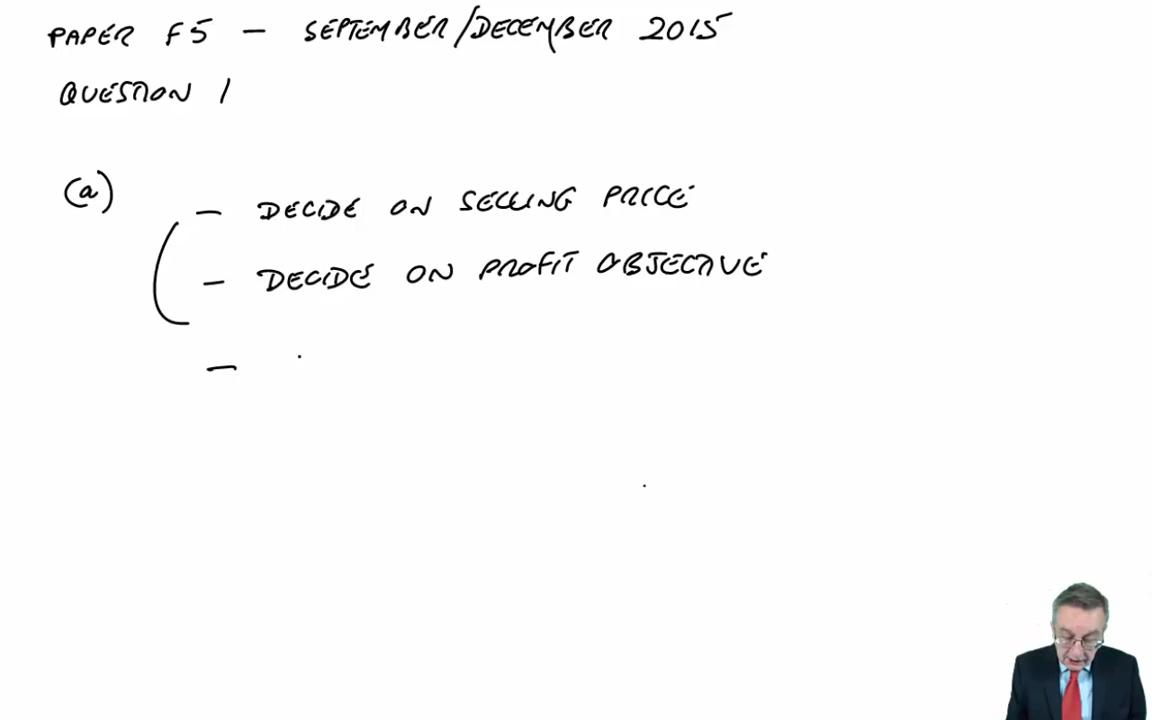 PAPER F5 – SEPTEMBER/DECEMBER 2015
QUESTION 1
(a)
– DECIDE ON SELLING PRICE
– DECIDE ON PROFIT OBJECTIVE
–